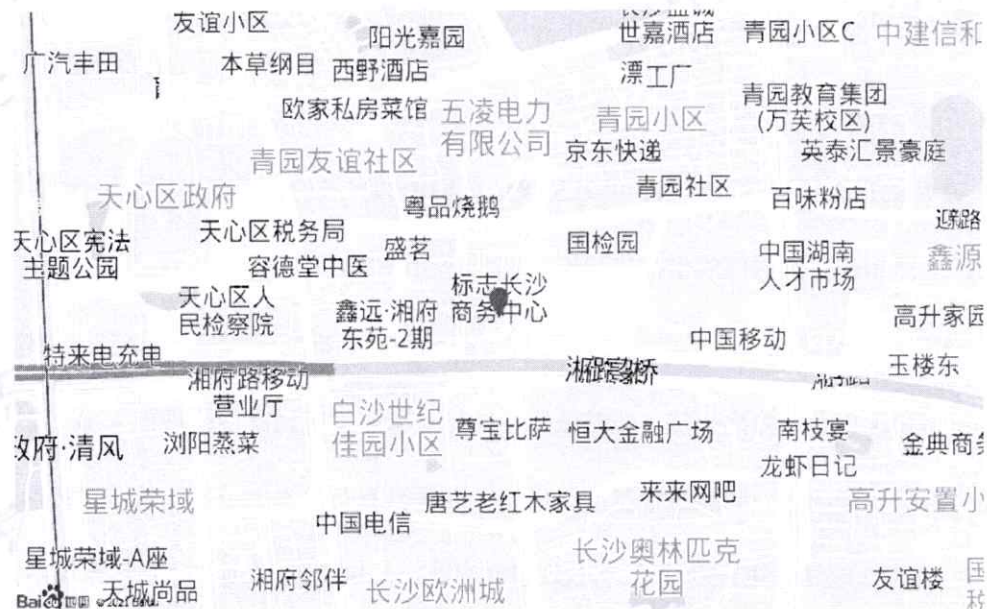 友谊小区
阳光嘉园
世嘉酒店
青园小区C
中建信和
广汽丰田
本草纲目
西野酒店
漂工厂
欧家私房菜馆
五凌电力
有限公司
青园小区
青园教育集团
(万芙校区)
青园友谊社区
京东快递
英泰汇景豪庭
天心区政府
粤品烧鹅
青园社区
百味粉店
天心区宪法
主题公园
天心区税务局
容德堂中医
盛茗
国检园
中国湖南
人才市场
鑫源
天心区人
民检察院
鑫远·湘府
东苑-2期
标志长沙
商务中心
中国移动
高升家园
特来电充电
玉楼东
湘府路移动
营业厅
白沙世纪
佳园小区
政府·清风
浏阳蒸菜
尊宝比萨
恒大金融广场
南枝宴
龙虾日记
金典商务
星城荣域
中国电信
唐艺老红木家具
来来网吧
高升安置小
星城荣域-A座
天城尚品
湘府邻伴
长沙欧洲城
长沙奥林匹克
花园
友谊楼
Bai